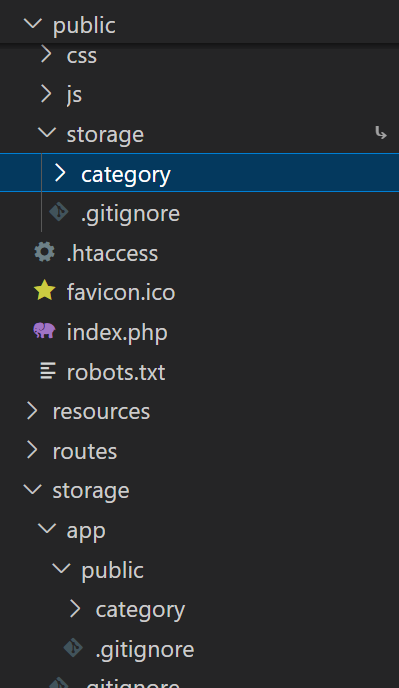 public
css
js
storage
category
.gitignore
.htaccess
favicon.ico
index.php
robots.txt
resources
routes
storage
app
public
category
.gitignore
.gitignore